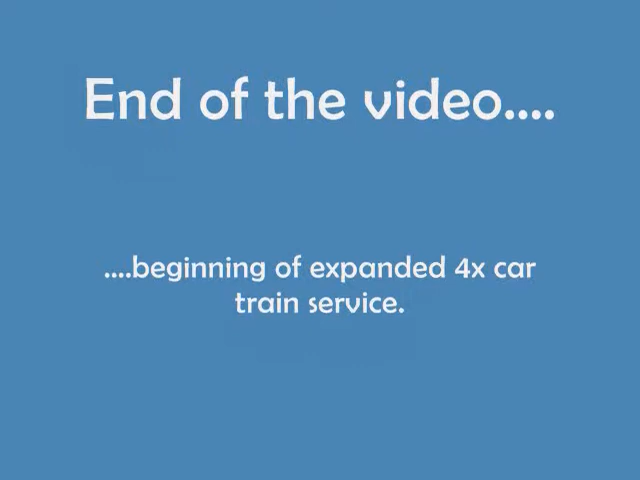 End of the video....
....beginning of expanded 4x car
train service.